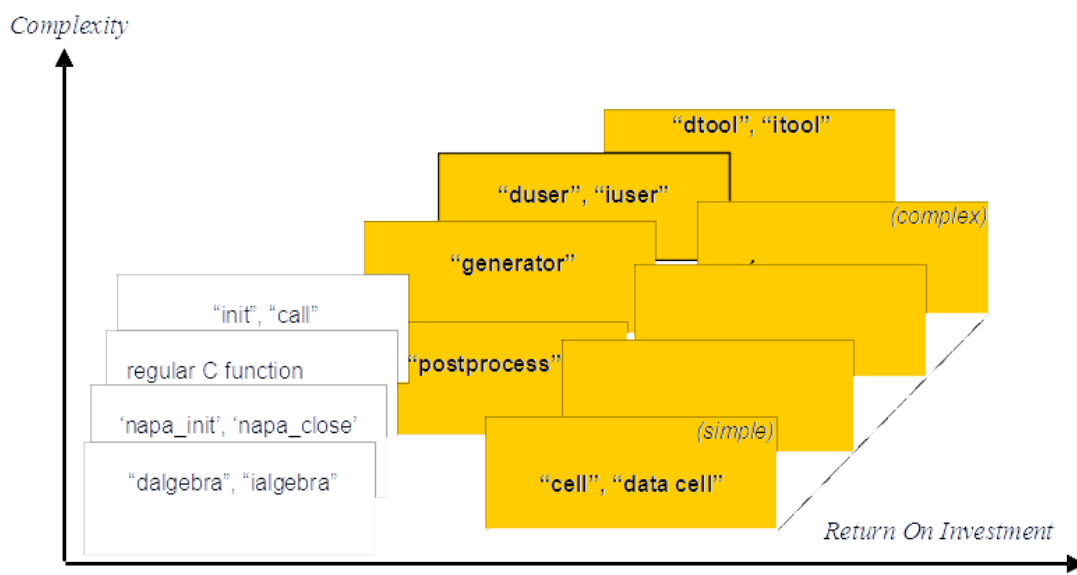 Complexity
“dtool”, “itool”
“duser”, “iuser”
(complex)
“generator”
“init”, “call”
regular C function
“postprocess”
‘napa_init’, ‘napa_close’
(simple)
“dalgebra”, “ialgebra”
“cell”, “data cell”
Return On Investment